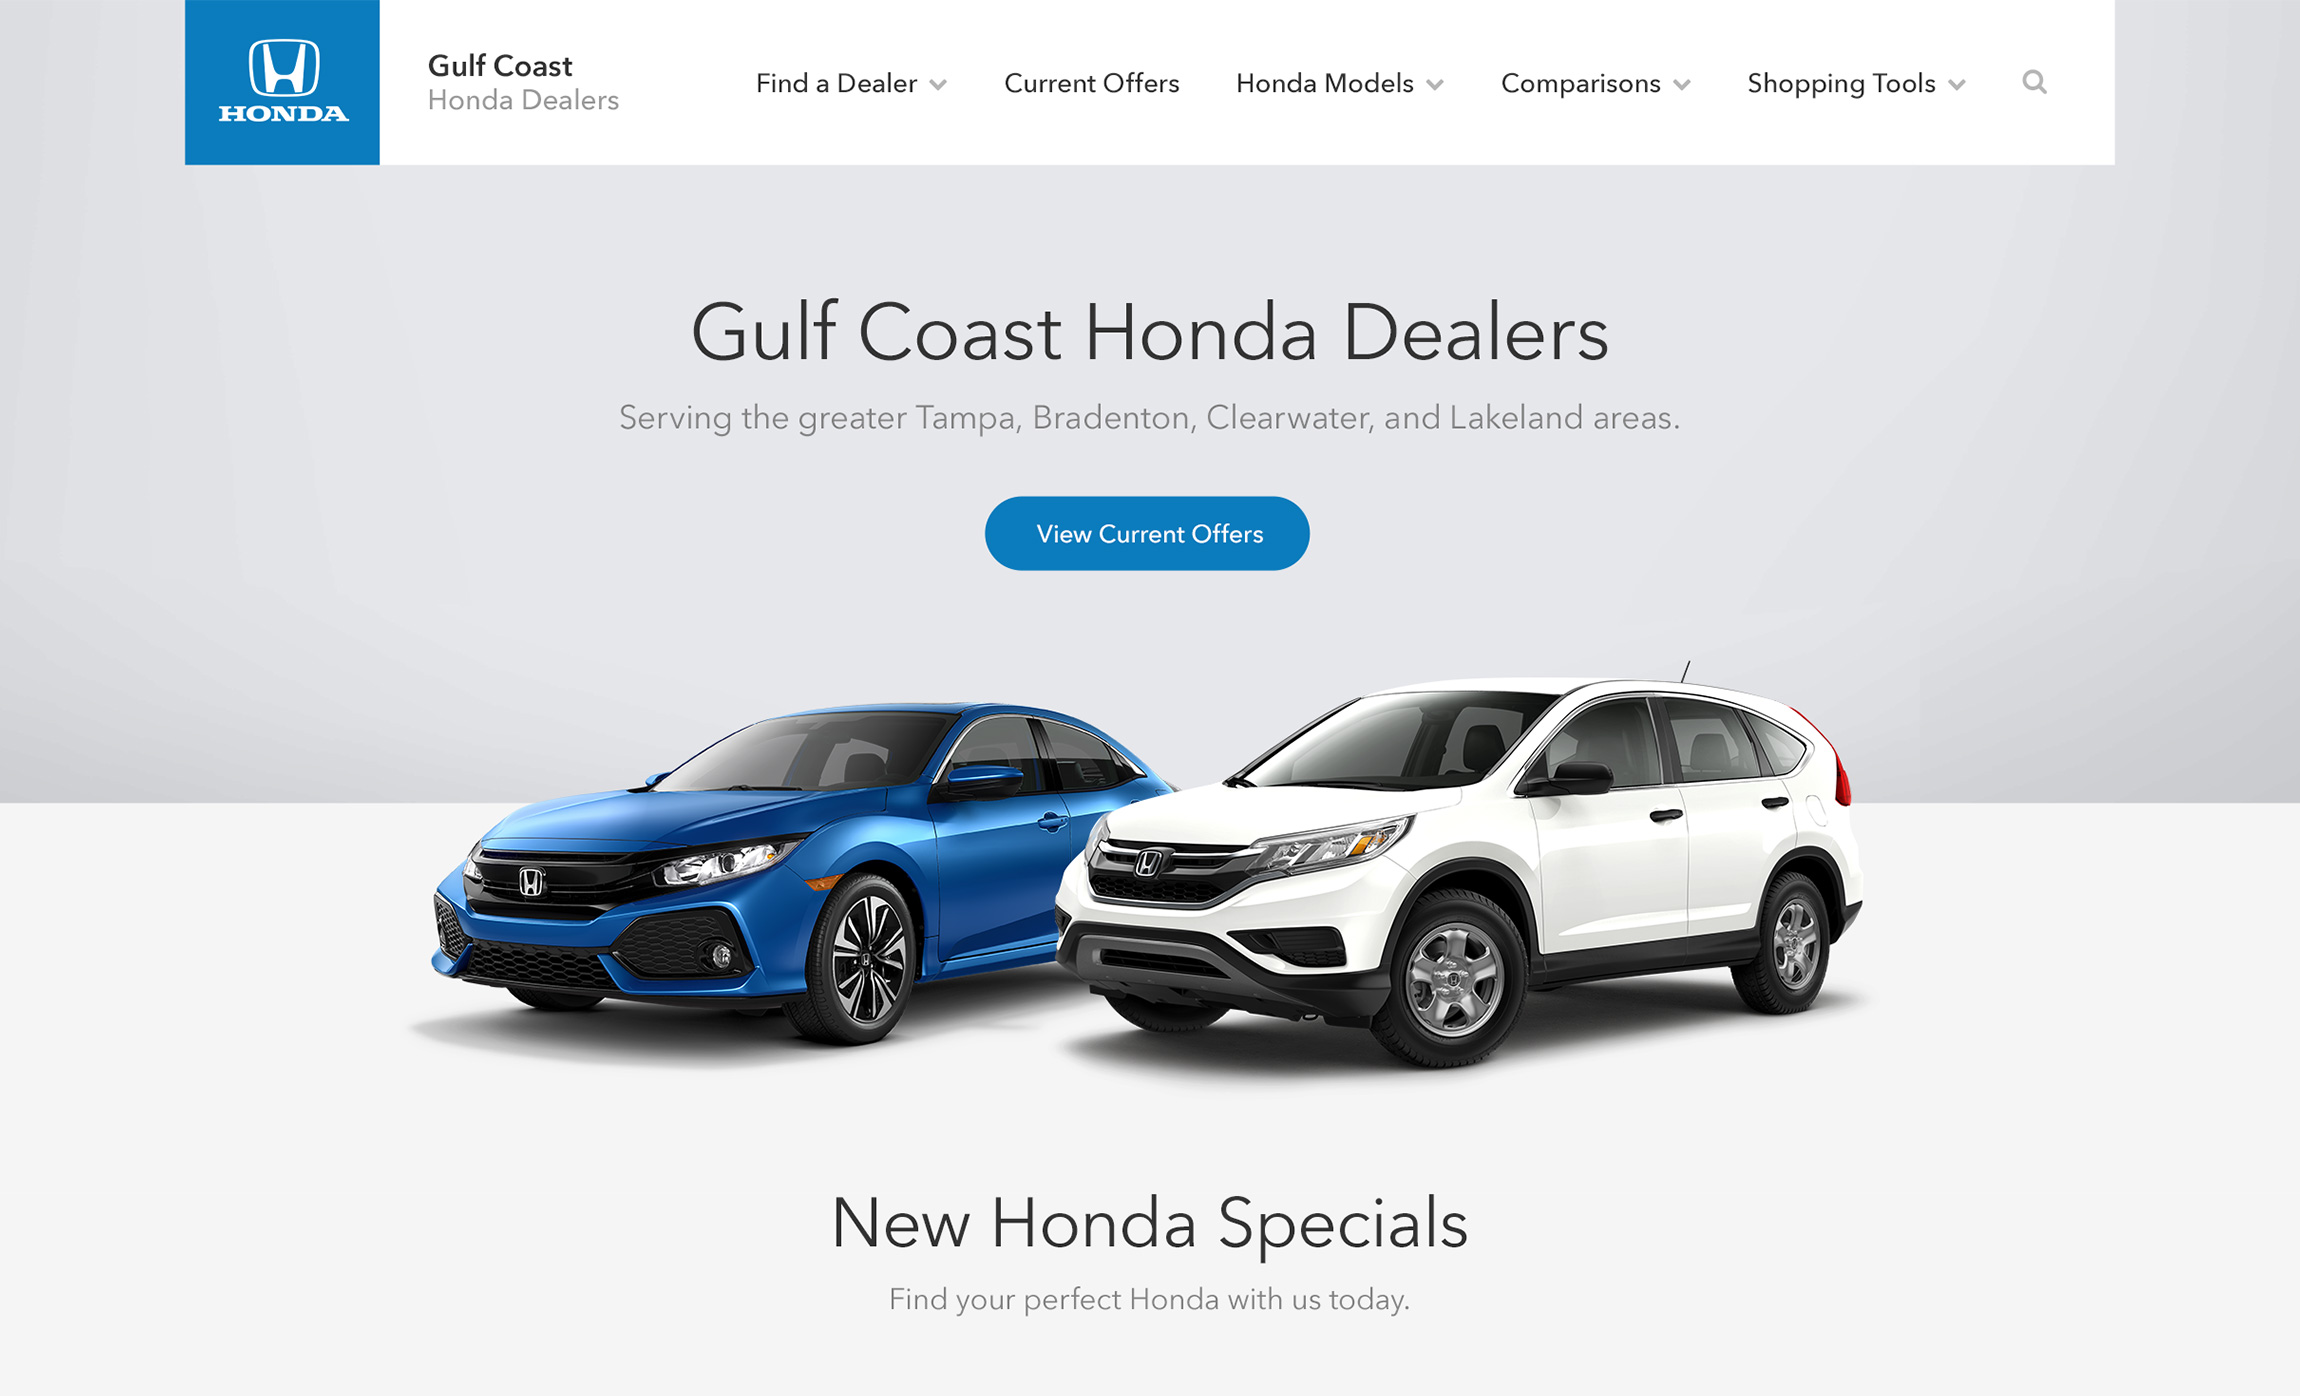 HONDA
Gulf Coast
Honda Dealers
Find a Dealer
Current Offers
Honda Models
Comparisons
Shopping Tools
Gulf Coast Honda Dealers
Serving the greater Tampa, Bradenton, Clearwater, and Lakeland areas.
View Current Offers
New Honda Specials
Find your perfect Honda with us today.